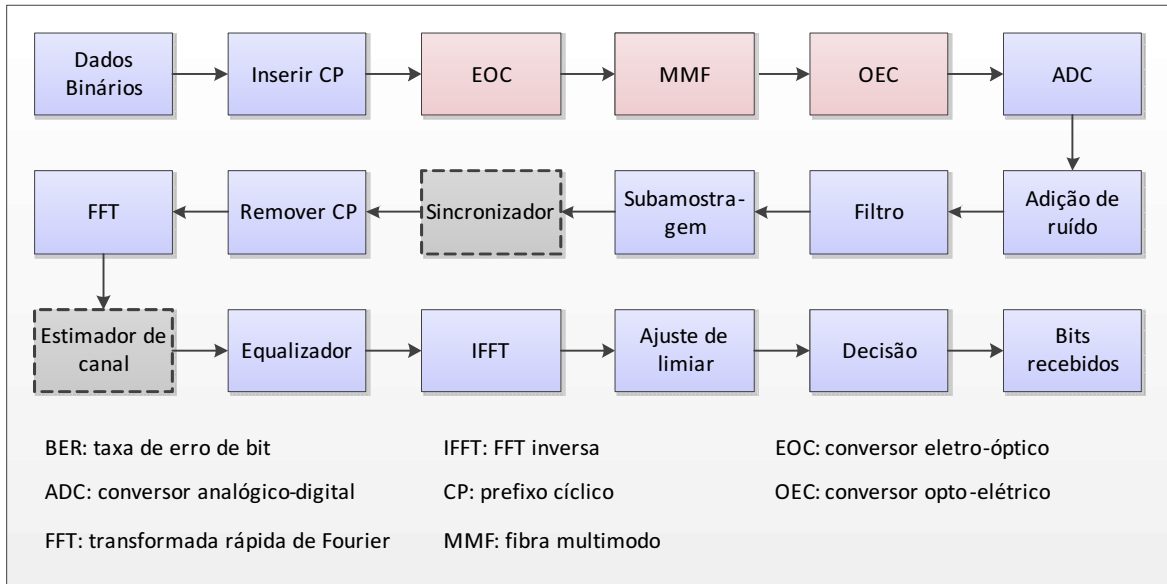 Dados
Binários
Inserir CP
EOC
MMF
OEC
ADC
FFT
Remover CP
Sincronizador
Subamostra-
gem
Filtro
Adição de
ruído
Estimador de
canal
Equalizador
IFFT
Ajuste de
limiar
Decisão
Bits
recebidos
BER: taxa de erro de bit
IFFT: FFT inversa
EOC: conversor eletro-óptico
ADC: conversor analógico-digital
CP: prefixo cíclico
OEC: conversor opto-elétrico
FFT: transformada rápida de Fourier
MMF: fibra multimodo